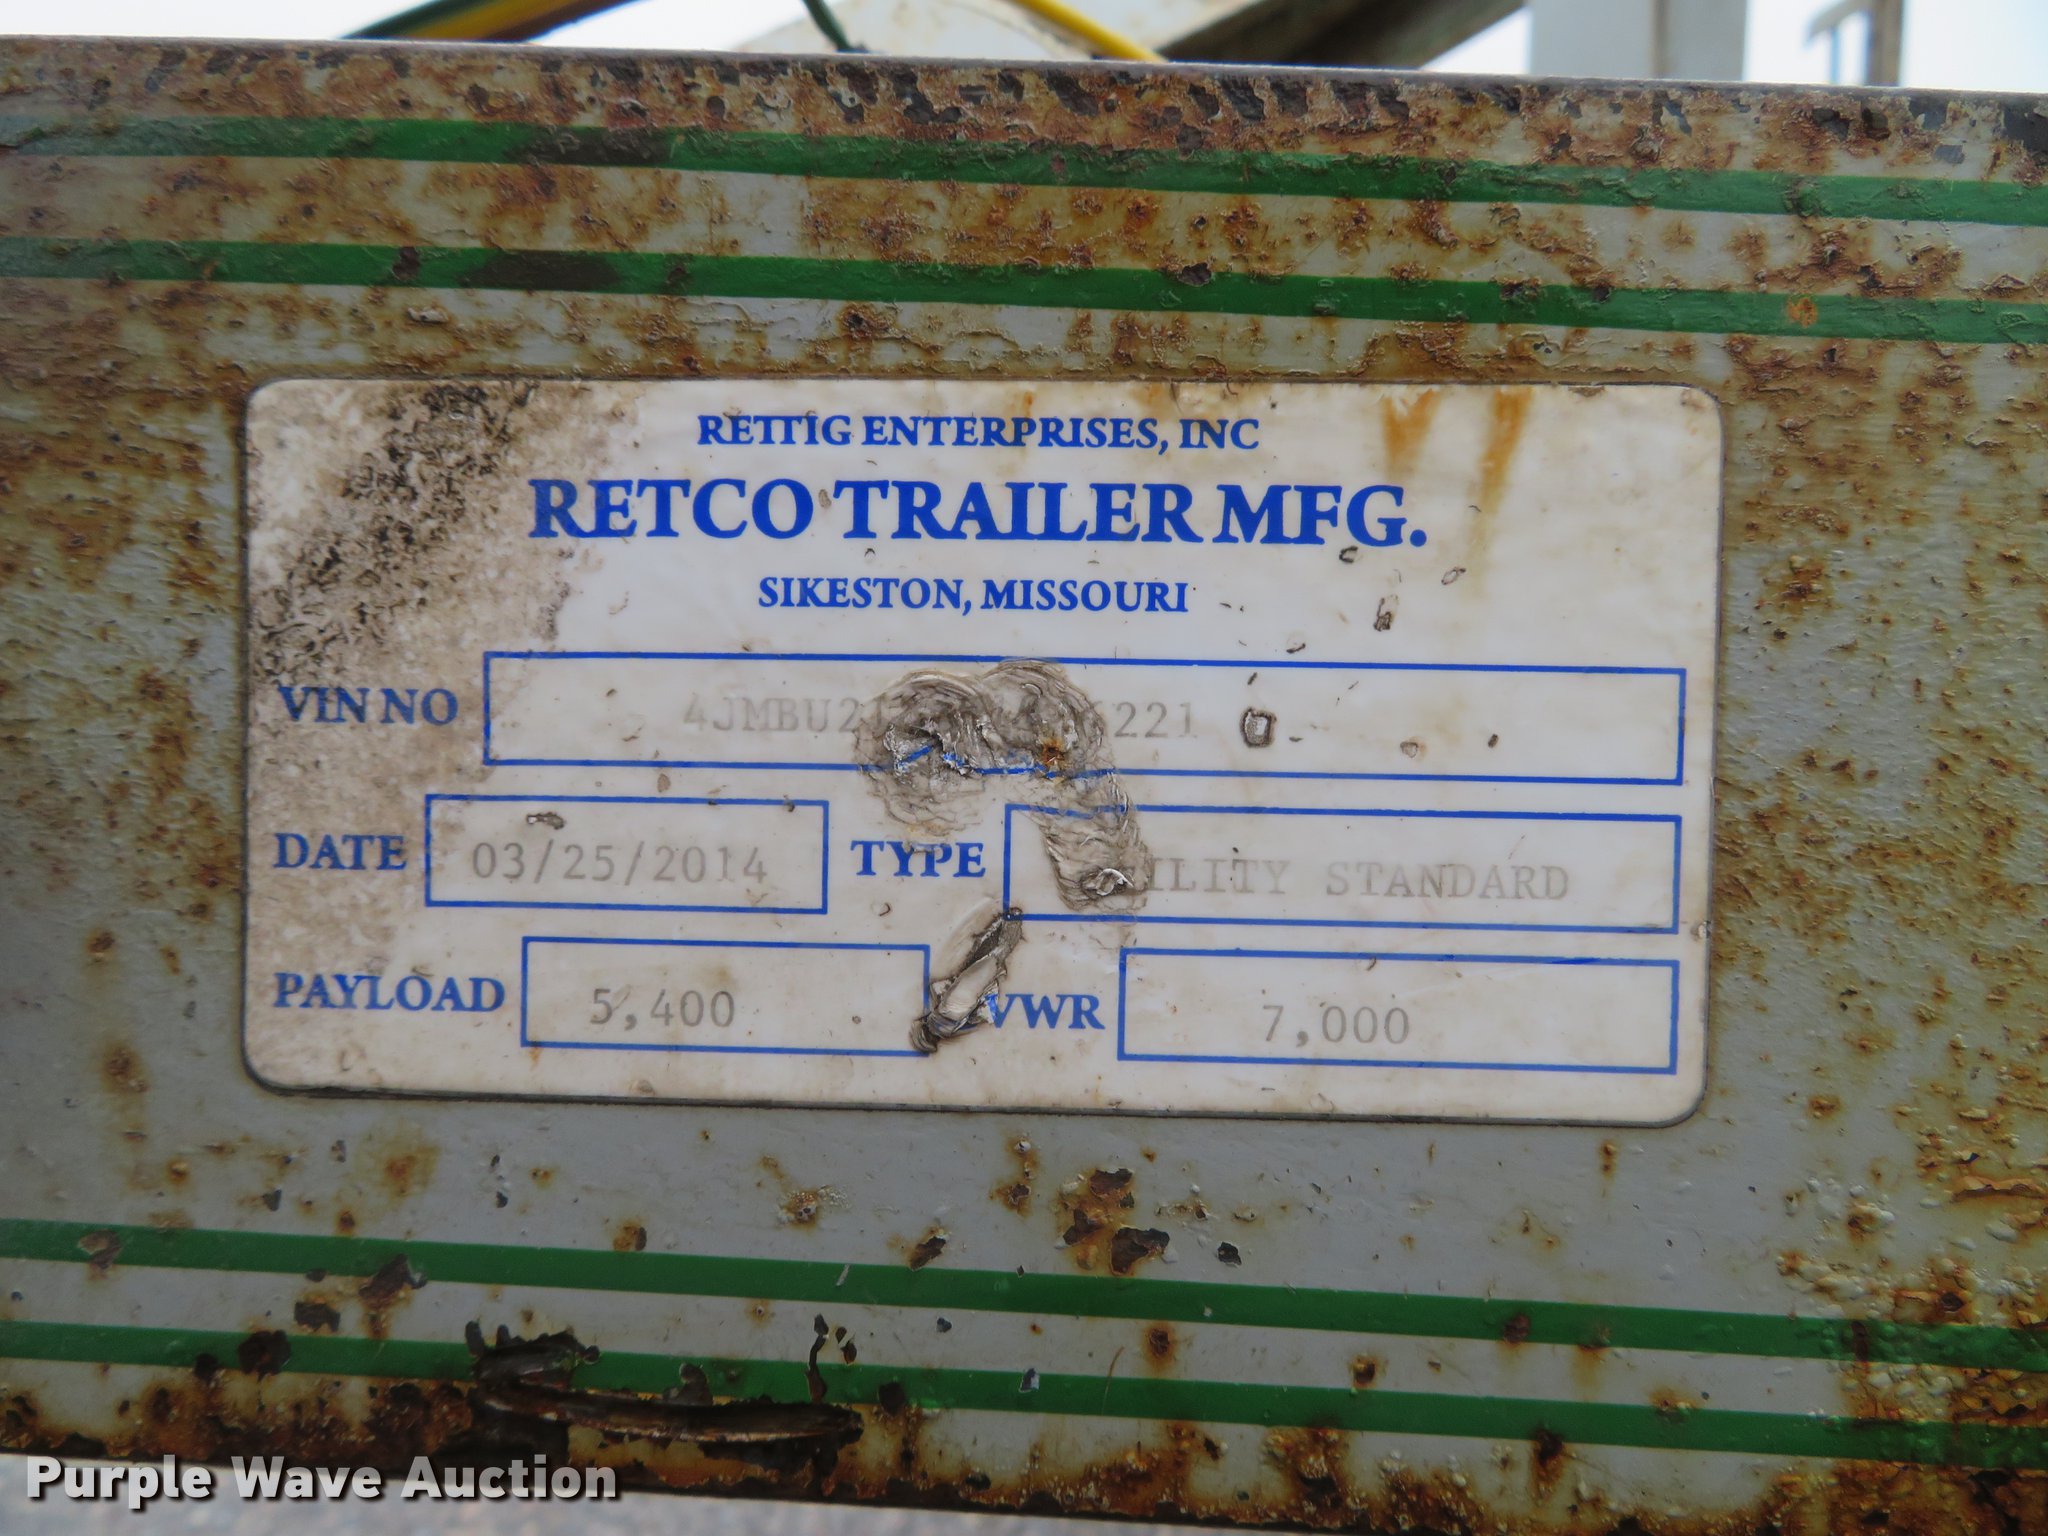 RETTIG ENTERPRISES, INC
RETCO TRAILER MFG.
SIKESTON, MISSOURI
VIN NO
DATE 03/25/2014 TYPE STANDARD
PAYLOAD 5,400 VWR 7,000
Purple Wave Auction